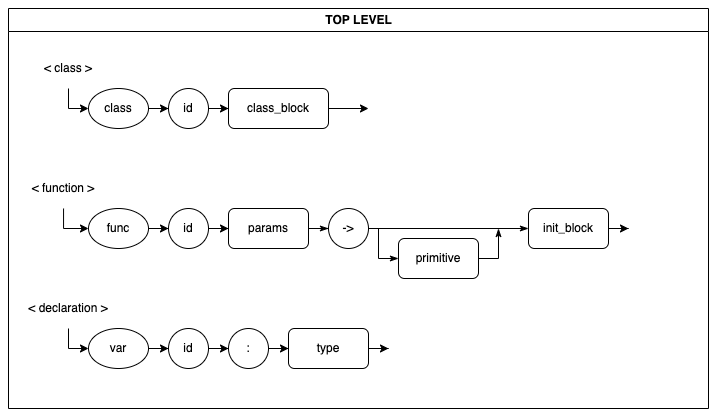 TOP LEVEL
< class >
class id class_block
< function >
func id params -> init_block
primitive
< declaration >
var id : type